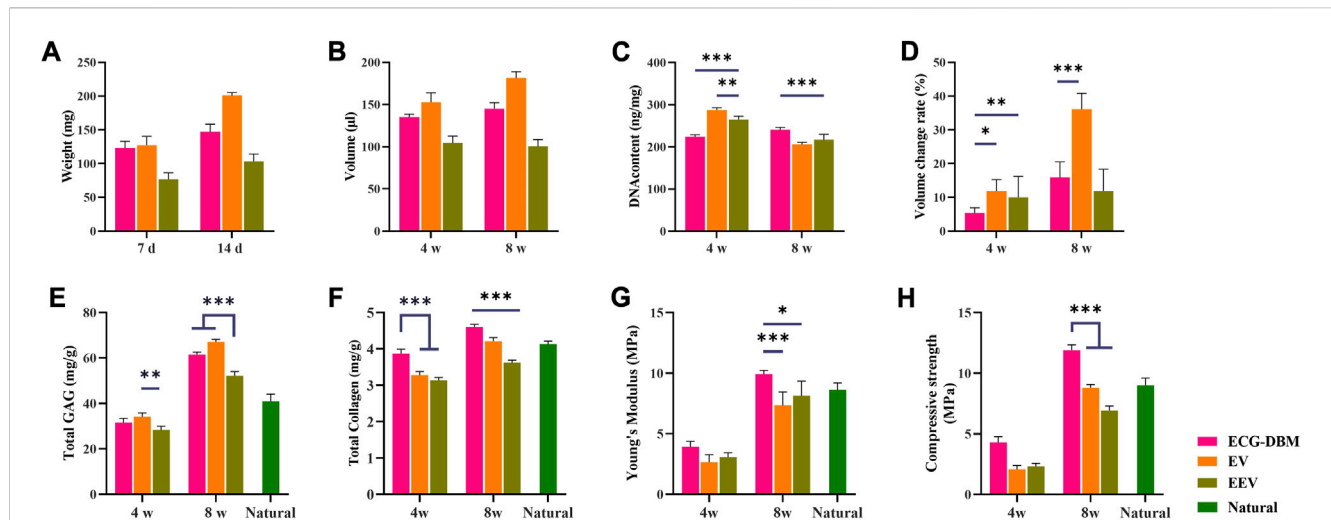 A
Weight (mg)
250
200
150
100
50
0
7 d
14 d
B
Volume (μl)
200
150
100
50
0
4 w
8 w
C
DNAcontent (ng/mg)
400
300
200
100
0
***
**
***
4 w
8 w
D
Volume change rate (%)
50
40
30
20
10
0
*
**
***
4 w
8 w
E
Total GAG (mg/g)
80
60
40
20
0
**
***
4 w
8 w
Natural
F
Total Collagen (mg/g)
5
4
3
2
1
0
***
***
4 w
8 w
Natural
G
Young's Modulus (MPa)
15
10
5
0
*
***
4w
8w
Natural
H
Compressive strength
(MPa)
15
10
5
0
***
4w
8w
Natural
ECG-DBM
EV
EEV
Natural